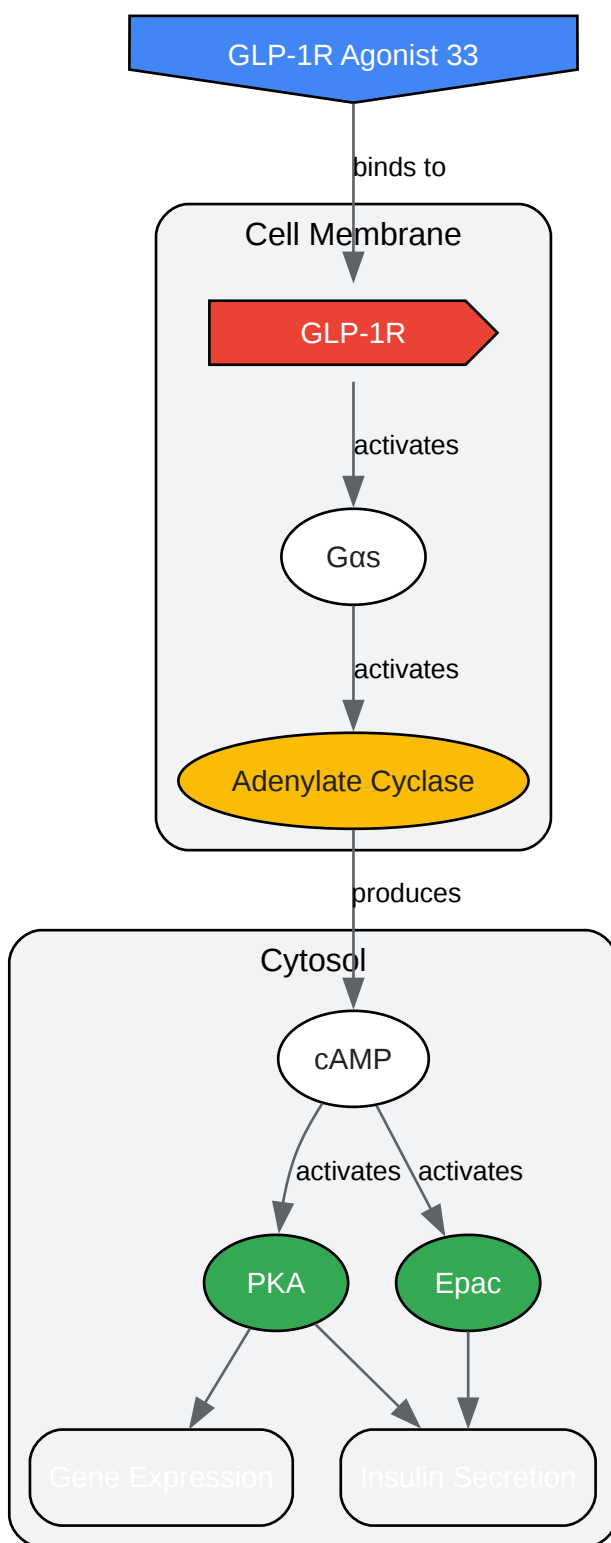 GLP-1R Agonist 33
binds to
Cell Membrane
GLP-1R
activates
Gαs
activates
Adenylate Cyclase
produces
Cytosol
cAMP
activates
activates
PKA
Epac
Gene Expression
Insulin Secretion